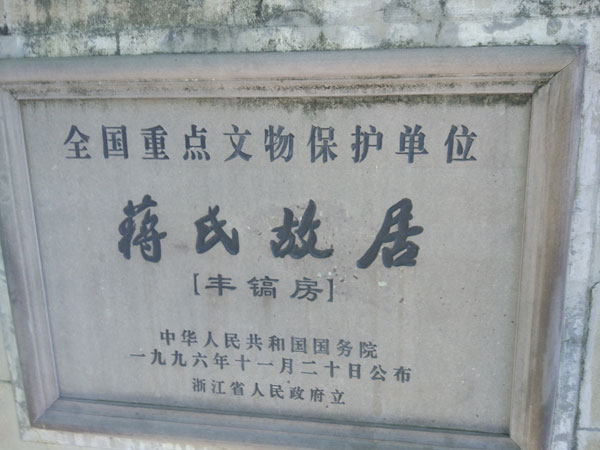 全国重点文物保护单位
蒋氏故居
[丰镐房]
中华人民共和国国务院
一九九六年十一月二十日公布
浙江省人民政府立